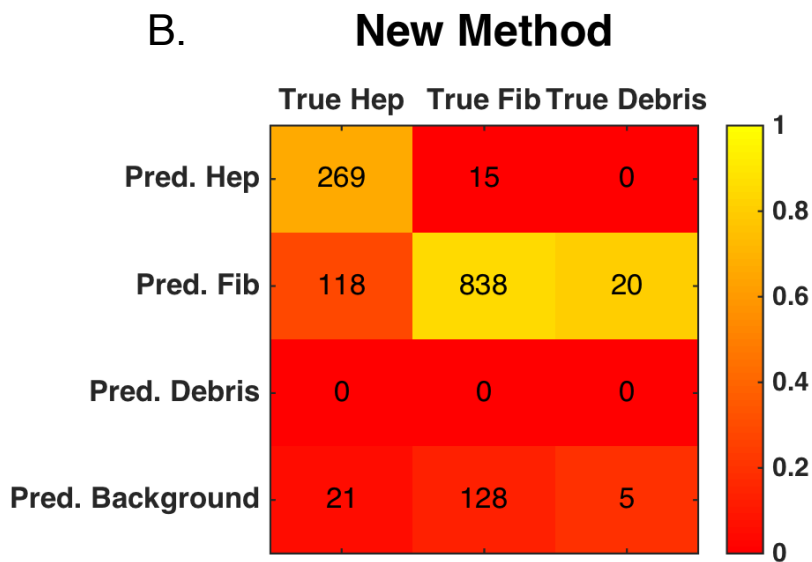 B. New Method
True Hep True Fib True Debris
Pred. Hep 269 15 0
Pred. Fib 118 838 20
Pred. Debris 0 0 0
Pred. Background 21 128 5
1
0.8
0.6
0.4
0.2
0